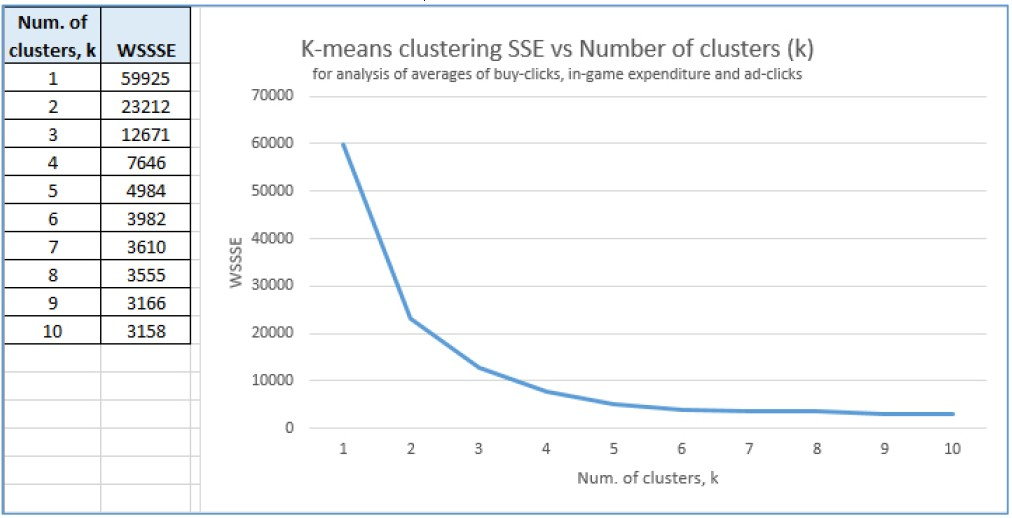 Num. of
clusters, k WSSSE
1 59925
2 23212
3 12671
4 7646
5 4984
6 3982
7 3610
8 3555
9 3166
10 3158
K-means clustering SSE vs Number of clusters (k)
for analysis of averages of buy-clicks, in-game expenditure and ad-clicks
70000
60000
50000
40000
30000
20000
10000
0
WSSSE
1 2 3 4 5 6 7 8 9 10
Num. of clusters, k